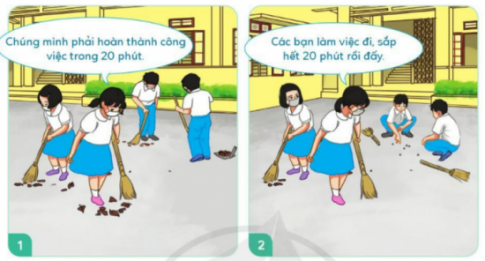 Chúng mình phải hoàn thành công
việc trong 20 phút.
Các bạn làm việc đi, sắp
hết 20 phút rồi đấy.
1
2